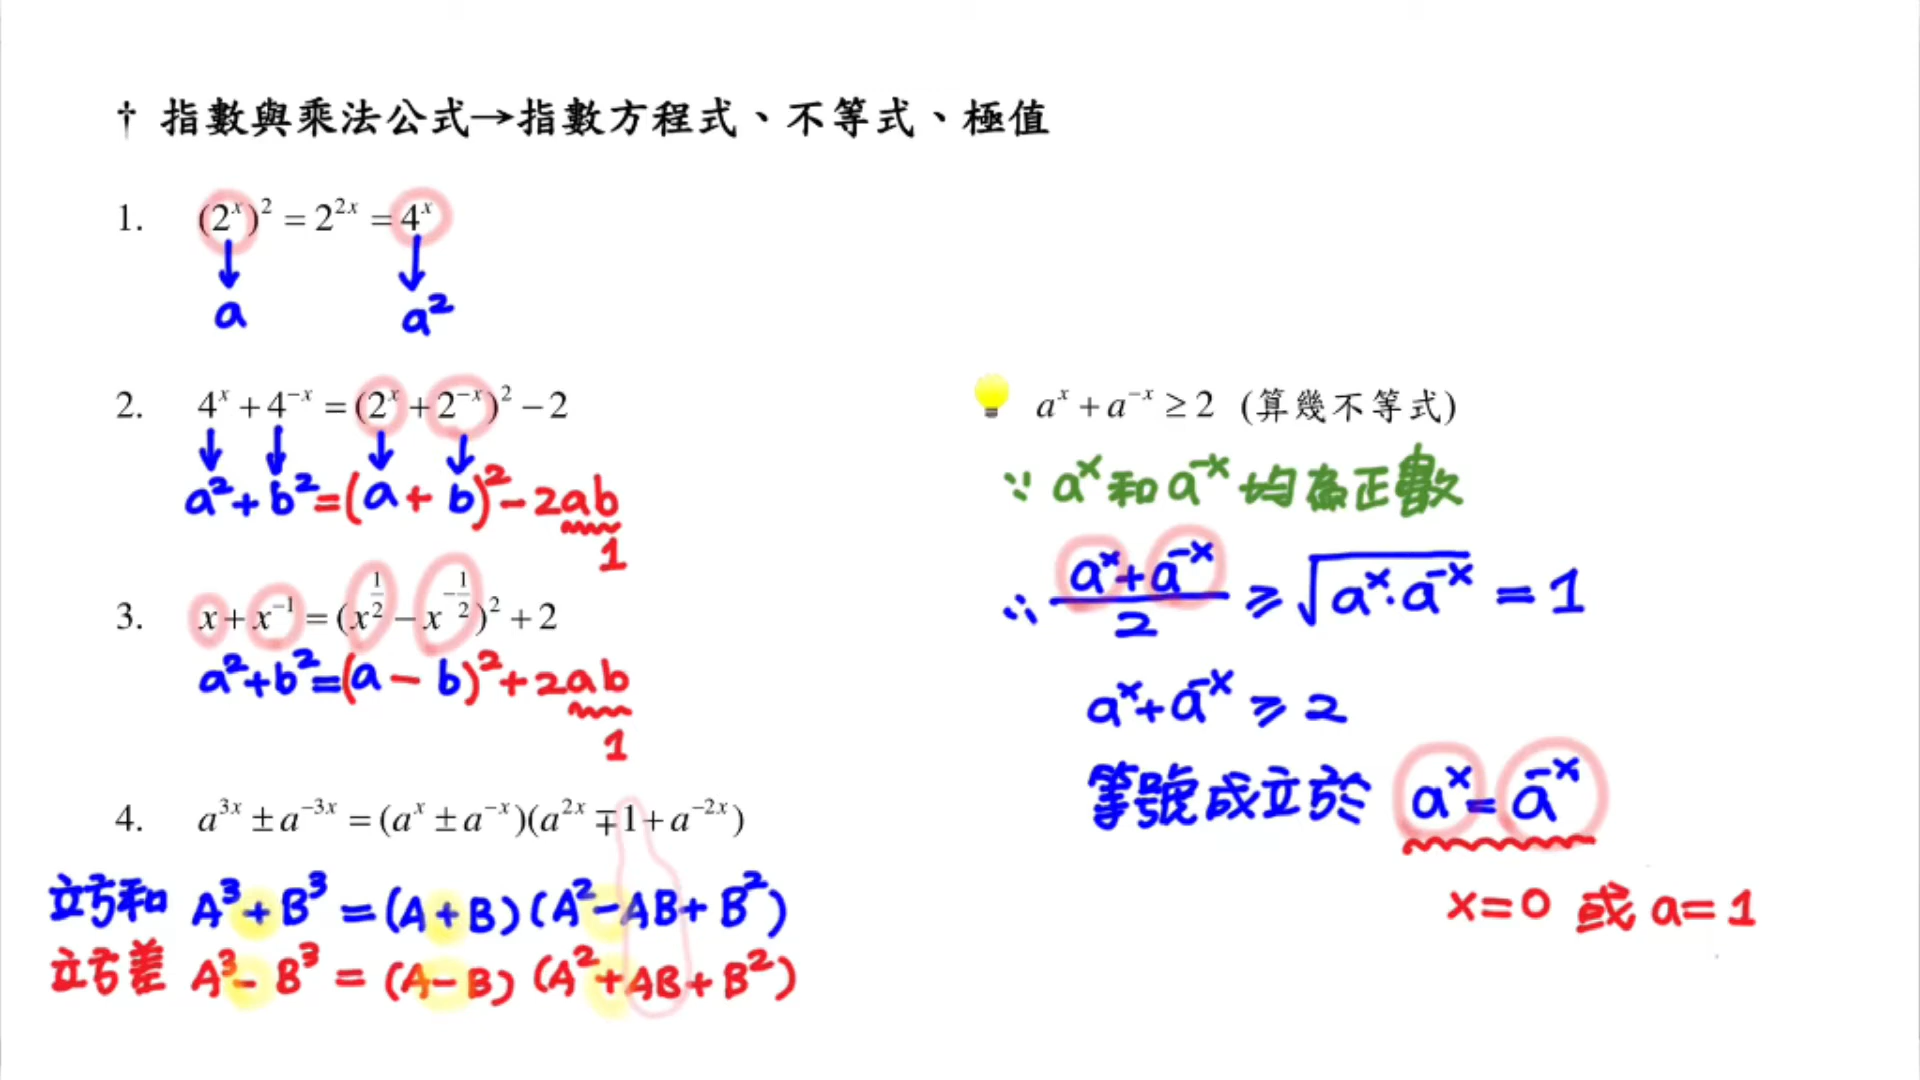 † 指數與乘法公式→指數方程式、不等式、極值
1. (2^x)^2 = 2^{2x} = 4^x
a a^2
2. 4^x + 4^{-x} = (2^x + 2^{-x})^2 - 2
a^2 + b^2 = (a + b)^2 - 2ab
1
3. x + x^{-1} = (x^{1/2} - x^{-1/2})^2 + 2
a^2 + b^2 = (a - b)^2 + 2ab
1
4. a^{3x} ± a^{-3x} = (a^x ± a^{-x})(a^{2x} ∓ 1 + a^{-2x})
立方和 A^3 + B^3 = (A + B)(A^2 - AB + B^2)
立方差 A^3 - B^3 = (A - B)(A^2 + AB + B^2)
a^x + a^{-x} ≥ 2 (算幾不等式)
∵ a^x 和 a^{-x} 均為正數
∴ (a^x + a^{-x})/2 ≥ √(a^x · a^{-x}) = 1
a^x + a^{-x} ≥ 2
等號成立於 a^x = a^{-x}
x = 0 或 a = 1